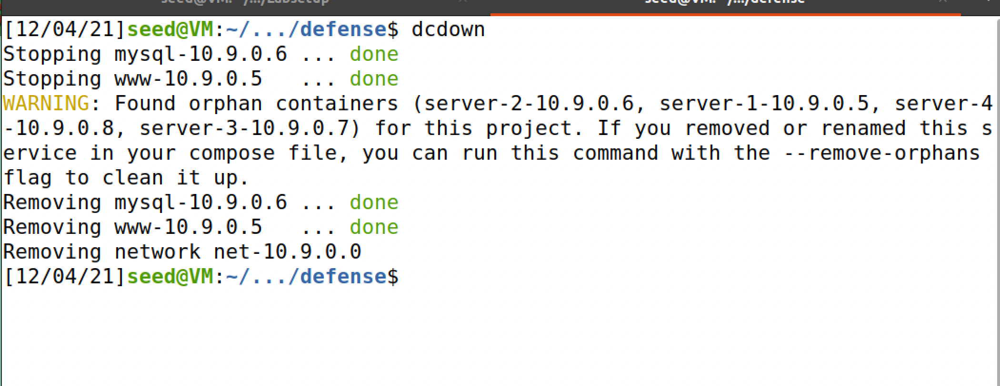 [12/04/21]seed@VM:~/.../defense$ dcdown
Stopping mysql-10.9.0.6 ... done
Stopping www-10.9.0.5   ... done
WARNING: Found orphan containers (server-2-10.9.0.6, server-1-10.9.0.5, server-4
-10.9.0.8, server-3-10.9.0.7) for this project. If you removed or renamed this s
ervice in your compose file, you can run this command with the --remove-orphans
flag to clean it up.
Removing mysql-10.9.0.6 ... done
Removing www-10.9.0.5   ... done
Removing network net-10.9.0.0
[12/04/21]seed@VM:~/.../defense$